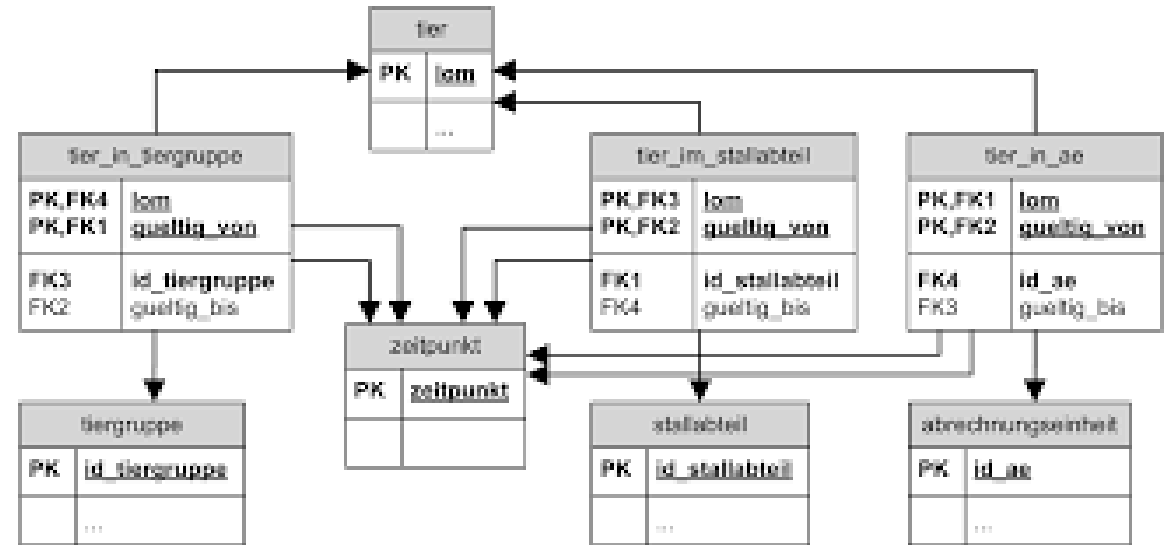 tier
PK lom
...
tier_in_tiergruppe
PK,FK4 lom
PK,FK1 gueltig_von
FK3 id_tiergruppe
FK2 gueltig_bis
tier_im_stallabteil
PK,FK3 lom
PK,FK2 gueltig_von
FK1 id_stallabteil
FK4 gueltig_bis
tier_in_ae
PK,FK1 lom
PK,FK2 gueltig_von
FK4 id_ae
FK3 gueltig_bis
zeitpunkt
PK zeitpunkt
tiergruppe
PK id_tiergruppe
...
stallabteil
PK id_stallabteil
...
abrechnungseinheit
PK id_ae
...